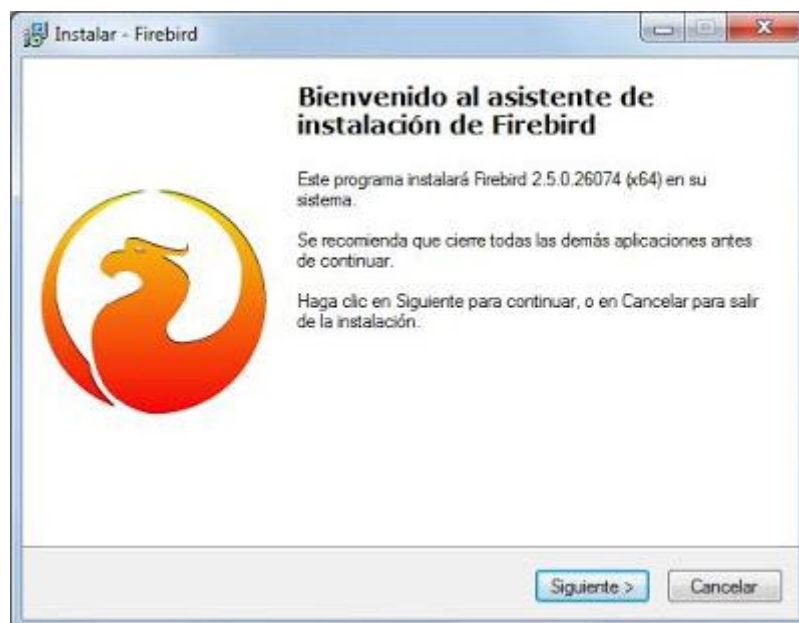 Instalar - Firebird
Bienvenido al asistente de
instalación de Firebird
Este programa instalará Firebird 2.5.0.26074 (x64) en su
sistema.
Se recomienda que cierre todas las demás aplicaciones antes
de continuar.
Haga clic en Siguiente para continuar, o en Cancelar para salir
de la instalación.
Siguiente >
Cancelar